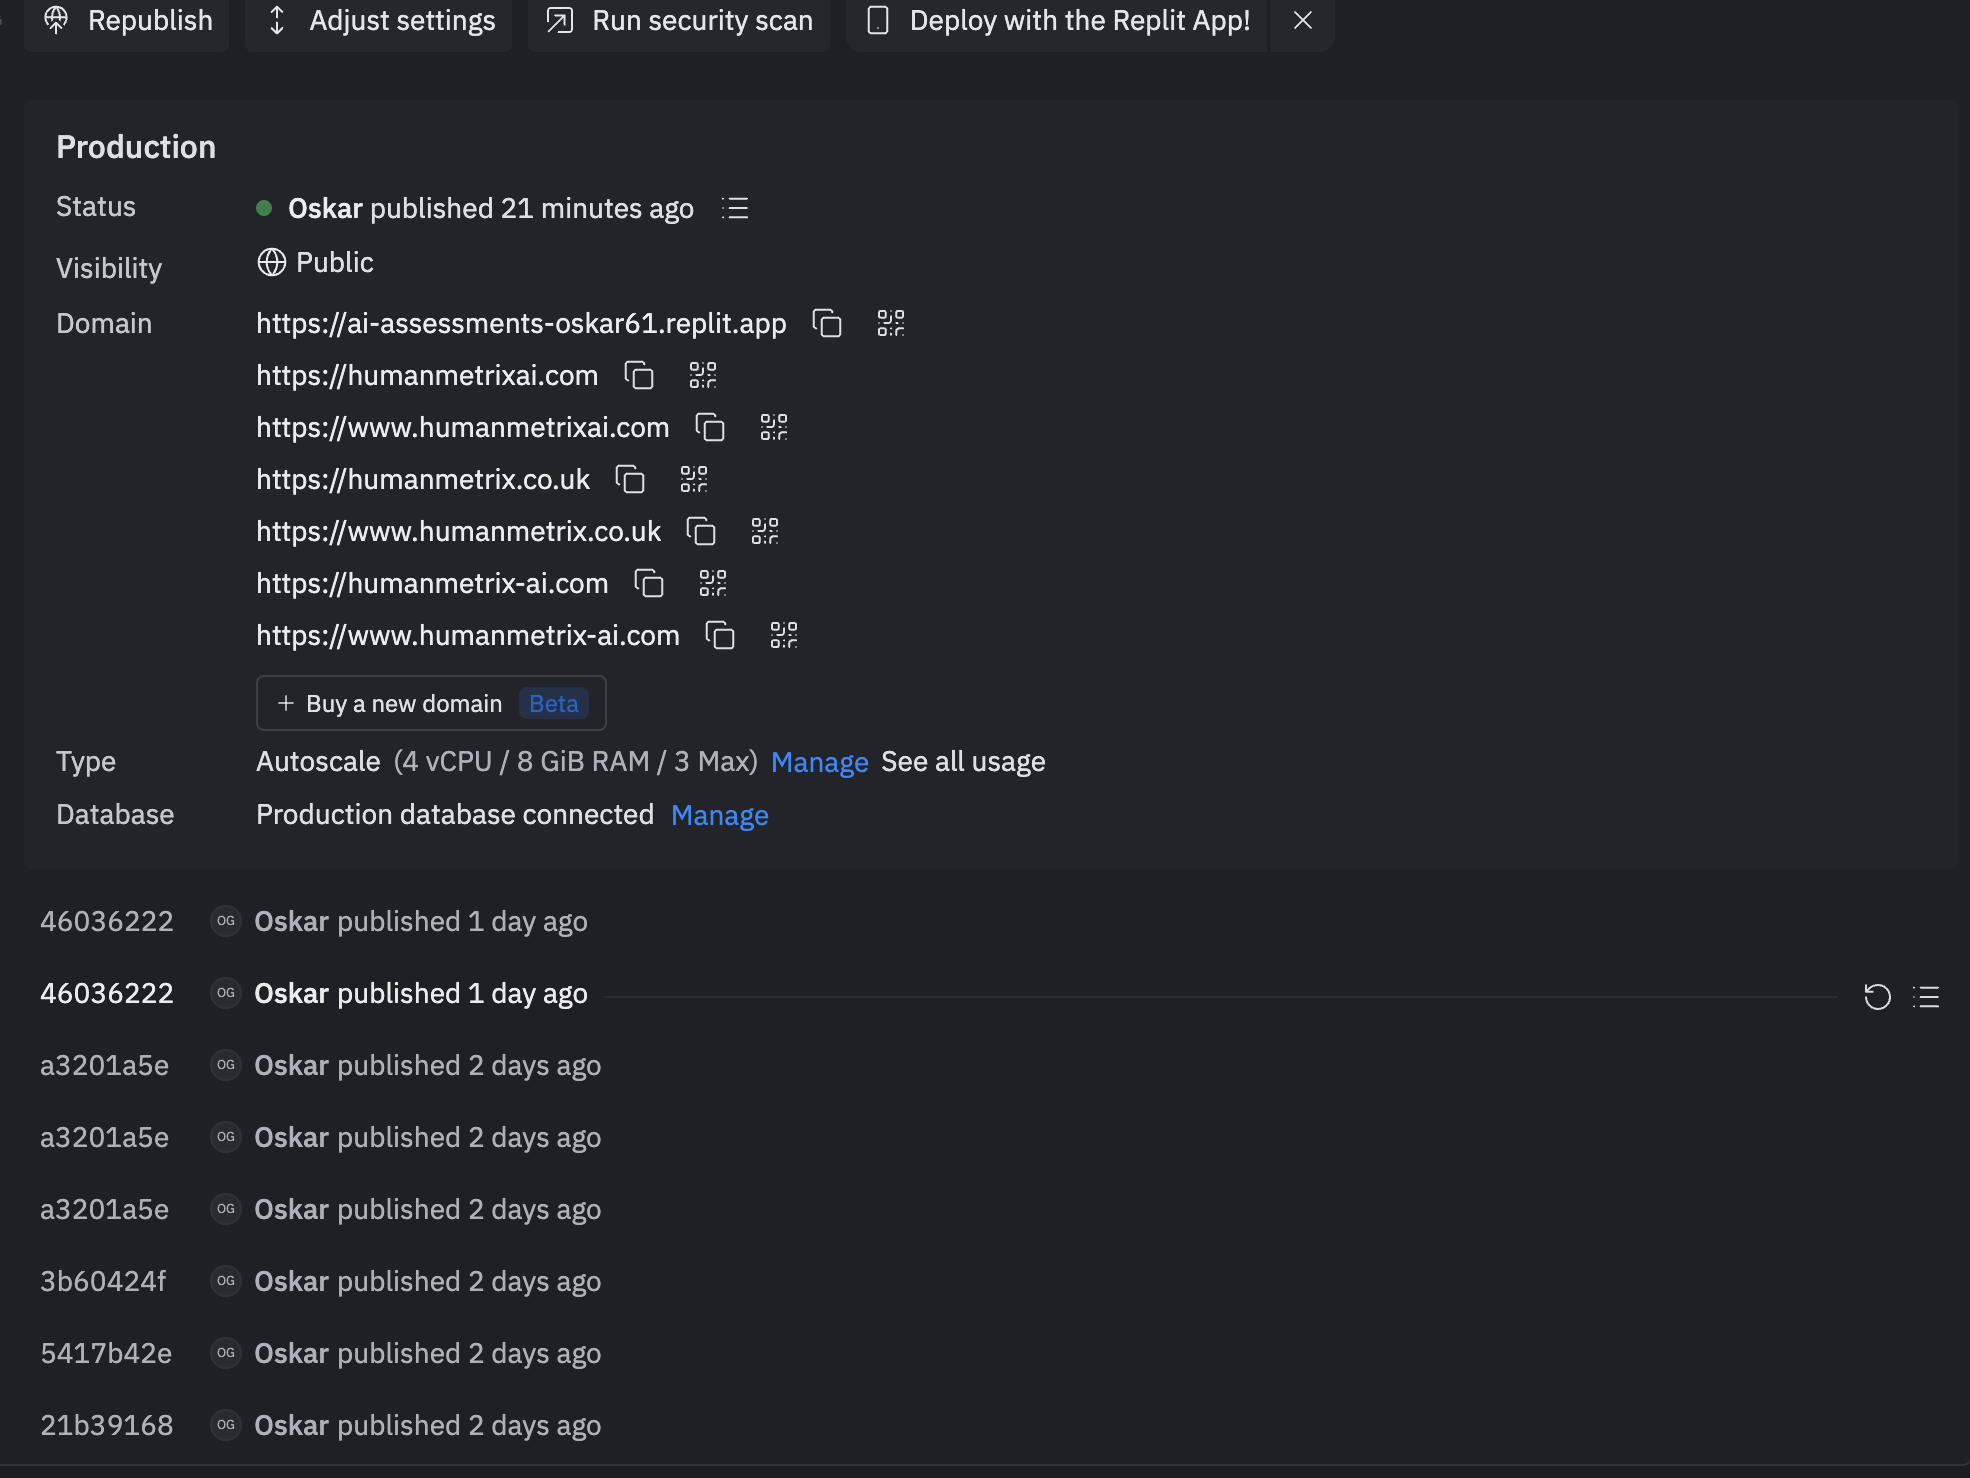 Republish Adjust settings Run security scan Deploy with the Replit App!
Production
Status Oskar published 21 minutes ago
Visibility Public
Domain https://ai-assessments-oskar61.replit.app
https://humanmetrixai.com
https://www.humanmetrixai.com
https://humanmetrix.co.uk
https://www.humanmetrix.co.uk
https://humanmetrix-ai.com
https://www.humanmetrix-ai.com
+ Buy a new domain Beta
Type Autoscale (4 vCPU / 8 GiB RAM / 3 Max) Manage See all usage
Database Production database connected Manage
46036222 OG Oskar published 1 day ago
46036222 OG Oskar published 1 day ago
a3201a5e OG Oskar published 2 days ago
a3201a5e OG Oskar published 2 days ago
a3201a5e OG Oskar published 2 days ago
3b60424f OG Oskar published 2 days ago
5417b42e OG Oskar published 2 days ago
21b39168 OG Oskar published 2 days ago